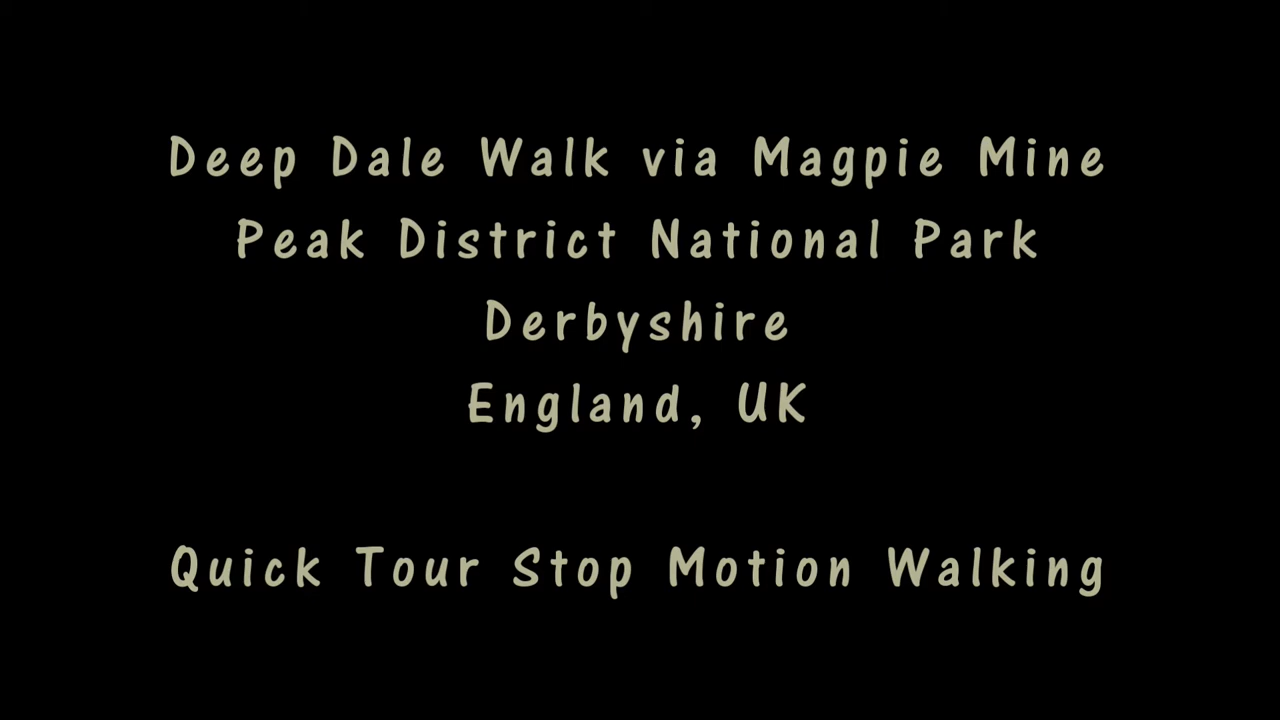 Deep Dale Walk via Magpie Mine
Peak District National Park
Derbyshire
England, UK
Quick Tour Stop Motion Walking